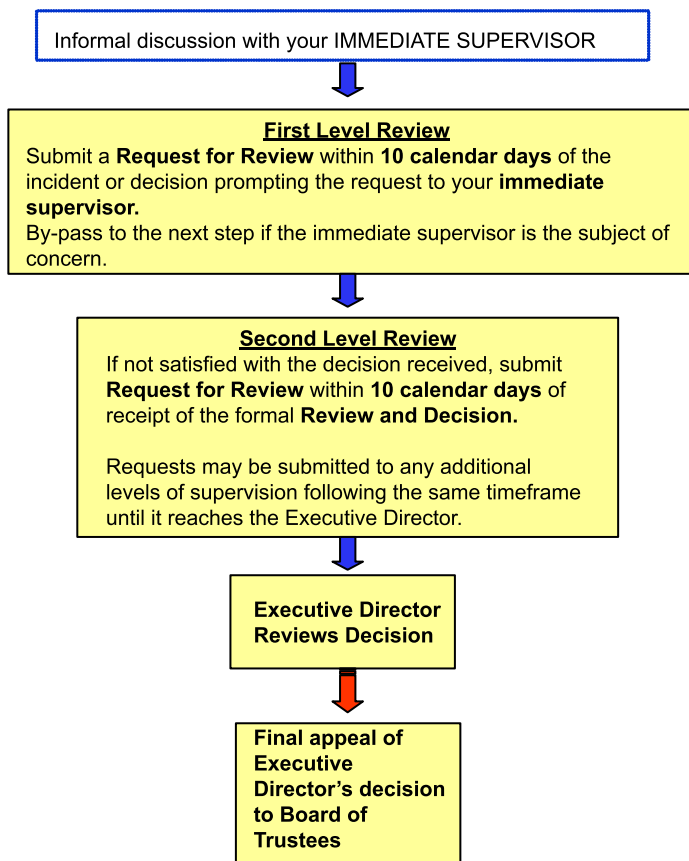 Informal discussion with your IMMEDIATE SUPERVISOR
First Level Review
Submit a Request for Review within 10 calendar days of the
incident or decision prompting the request to your immediate
supervisor.
By-pass to the next step if the immediate supervisor is the subject of
concern.
Second Level Review
If not satisfied with the decision received, submit
Request for Review within 10 calendar days of
receipt of the formal Review and Decision.
Requests may be submitted to any additional
levels of supervision following the same timeframe
until it reaches the Executive Director.
Executive Director
Reviews Decision
Final appeal of
Executive
Director’s decision
to Board of
Trustees